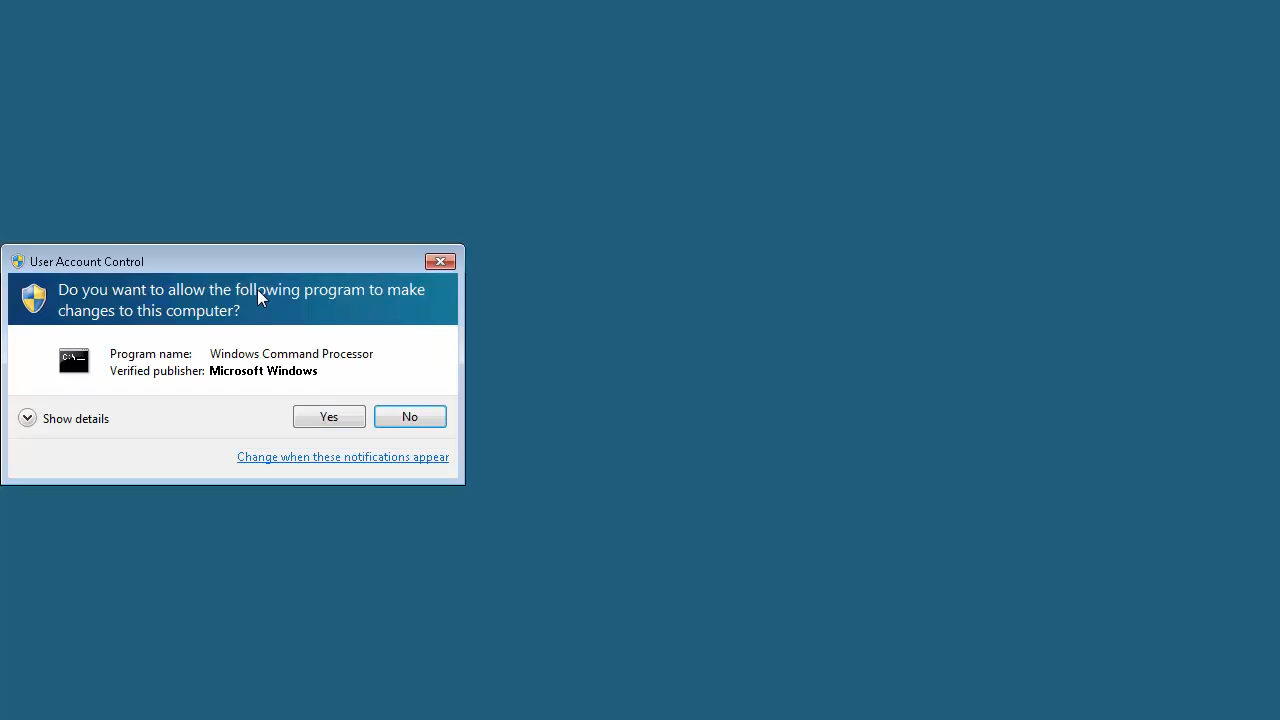 User Account Control
Do you want to allow the following program to make
changes to this computer?
C:\_
Program name: Windows Command Processor
Verified publisher: Microsoft Windows
Show details
Yes
No
Change when these notifications appear